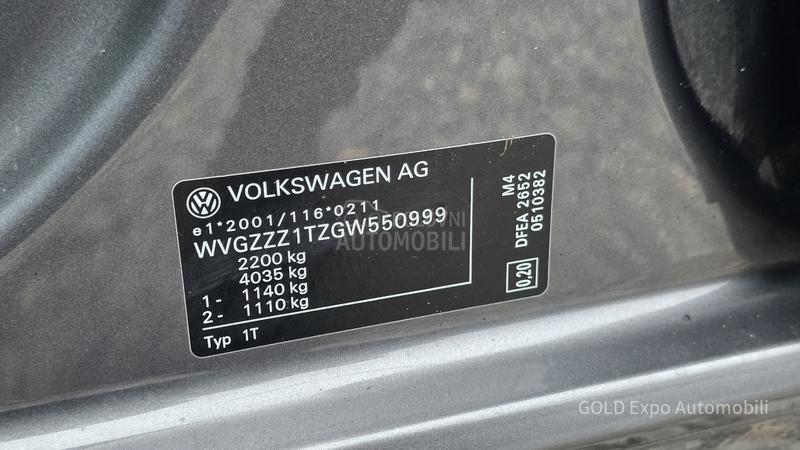 VOLKSWAGEN AG
e1*2001/116*0211
WVGZZZ1TZGW550999
2200 kg
4035 kg
1- 1140 kg
2- 1110 kg
Typ 1T
M4
DFEA 2652
0510382
0,20
AUTOMOBILI
GOLD Expo Automobili